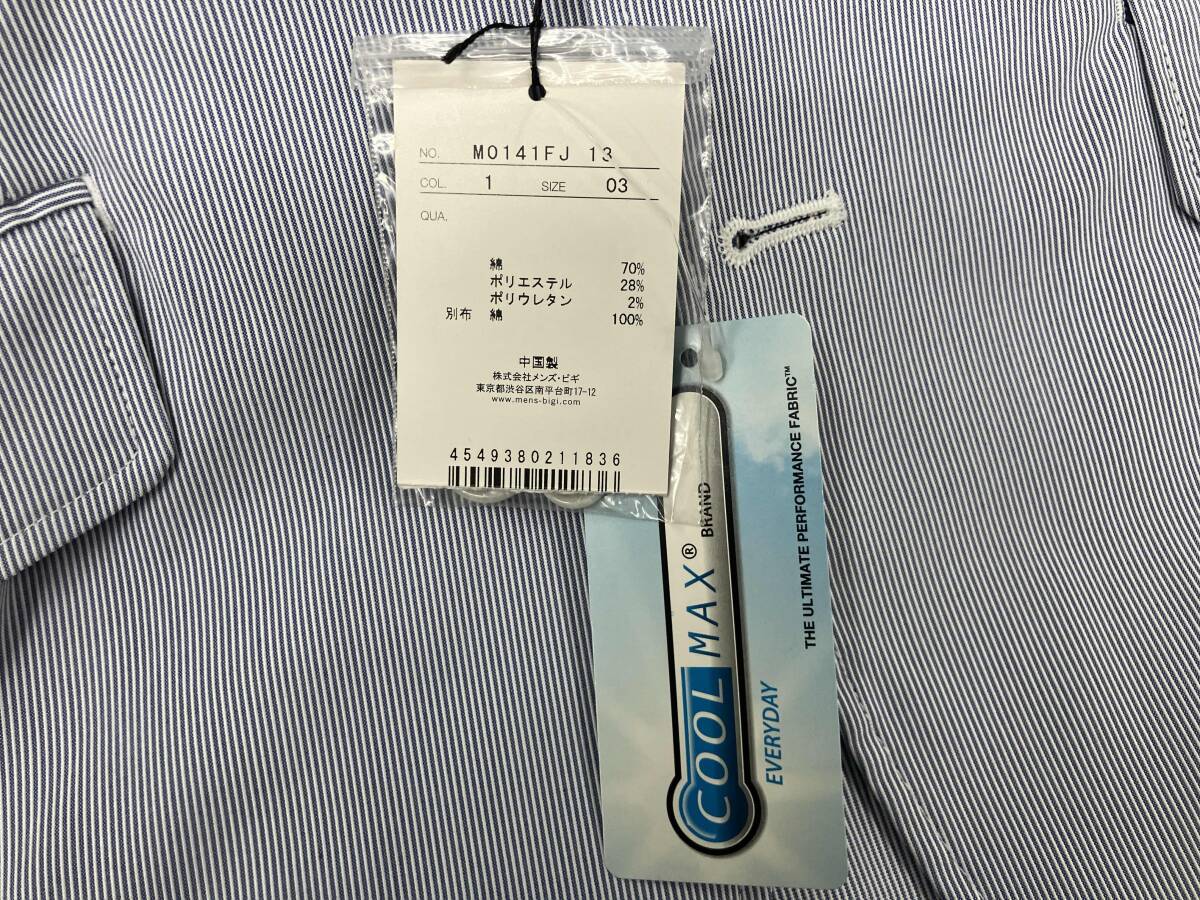 NO. M0141FJ 13
COL. 1 SIZE 03
QUA.
綿 70%
ポリエステル 28%
ポリウレタン 2%
別布 綿 100%
中国製
株式会社メンズ・ビギ
東京都渋谷区南平台町17-12
www.mens-bigi.com
4549380211836
COOLMAX®
BRAND
EVERYDAY
THE ULTIMATE PERFORMANCE FABRIC™